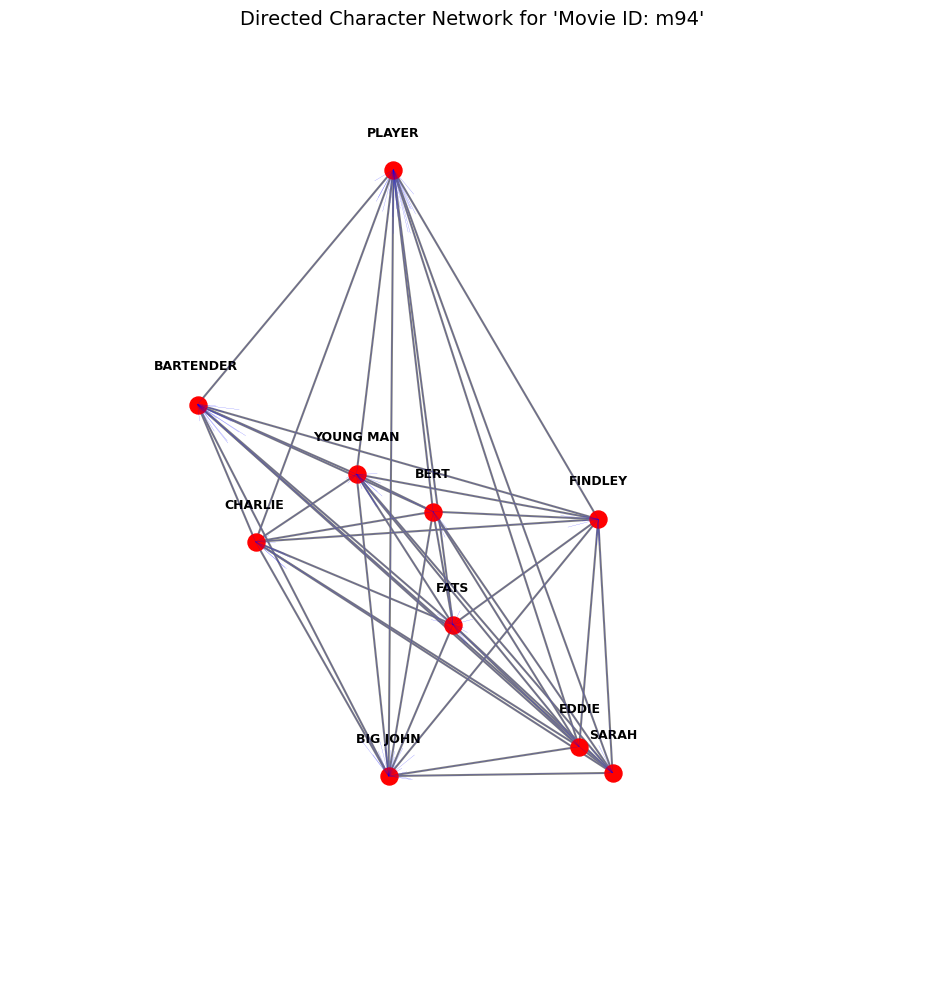 Directed Character Network for 'Movie ID: m94'
PLAYER
BARTENDER
YOUNG MAN
BERT
FINDLEY
CHARLIE
FATS
EDDIE
SARAH
BIG JOHN